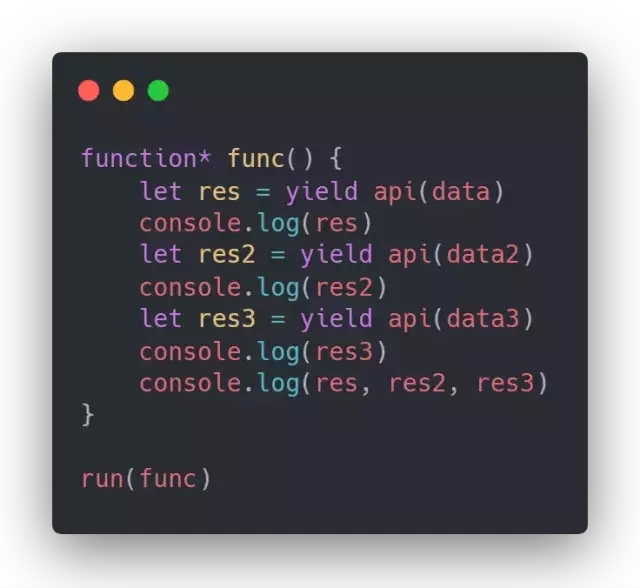 function* func() {
    let res = yield api(data)
    console.log(res)
    let res2 = yield api(data2)
    console.log(res2)
    let res3 = yield api(data3)
    console.log(res3)
    console.log(res, res2, res3)
}
run(func)